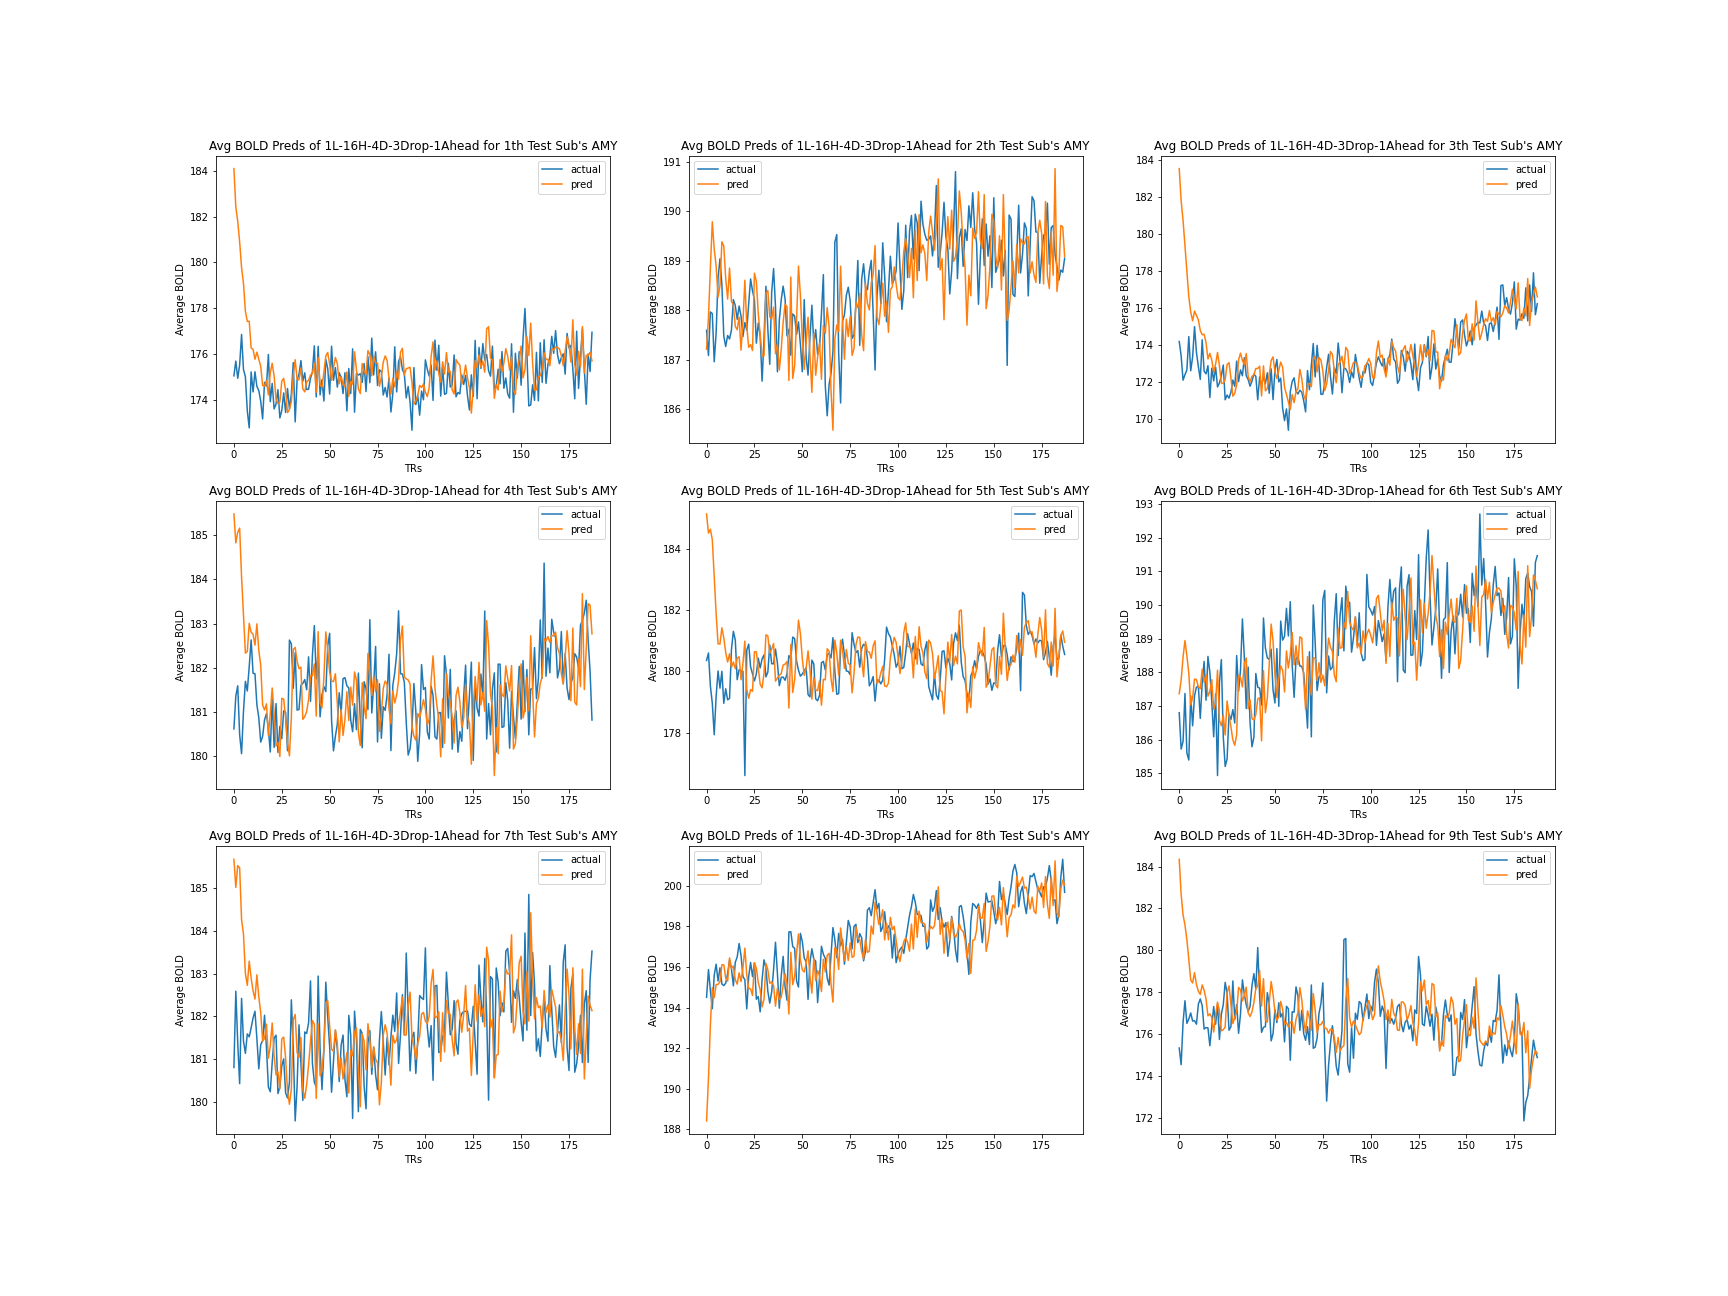 Avg BOLD Preds of 1L-16H-4D-3Drop-1Ahead for 1th Test Sub's AMY
Average BOLD
184
182
180
178
176
174
0 25 50 75 100 125 150 175
TRs
actual
pred
Avg BOLD Preds of 1L-16H-4D-3Drop-1Ahead for 2th Test Sub's AMY
Average BOLD
191
190
189
188
187
186
0 25 50 75 100 125 150 175
TRs
actual
pred
Avg BOLD Preds of 1L-16H-4D-3Drop-1Ahead for 3th Test Sub's AMY
Average BOLD
184
182
180
178
176
174
172
170
0 25 50 75 100 125 150 175
TRs
actual
pred
Avg BOLD Preds of 1L-16H-4D-3Drop-1Ahead for 4th Test Sub's AMY
Average BOLD
185
184
183
182
181
180
0 25 50 75 100 125 150 175
TRs
actual
pred
Avg BOLD Preds of 1L-16H-4D-3Drop-1Ahead for 5th Test Sub's AMY
Average BOLD
184
182
180
178
0 25 50 75 100 125 150 175
TRs
actual
pred
Avg BOLD Preds of 1L-16H-4D-3Drop-1Ahead for 6th Test Sub's AMY
Average BOLD
193
192
191
190
189
188
187
186
185
0 25 50 75 100 125 150 175
TRs
actual
pred
Avg BOLD Preds of 1L-16H-4D-3Drop-1Ahead for 7th Test Sub's AMY
Average BOLD
185
184
183
182
181
180
0 25 50 75 100 125 150 175
TRs
actual
pred
Avg BOLD Preds of 1L-16H-4D-3Drop-1Ahead for 8th Test Sub's AMY
Average BOLD
200
198
196
194
192
190
188
0 25 50 75 100 125 150 175
TRs
actual
pred
Avg BOLD Preds of 1L-16H-4D-3Drop-1Ahead for 9th Test Sub's AMY
Average BOLD
184
182
180
178
176
174
172
0 25 50 75 100 125 150 175
TRs
actual
pred